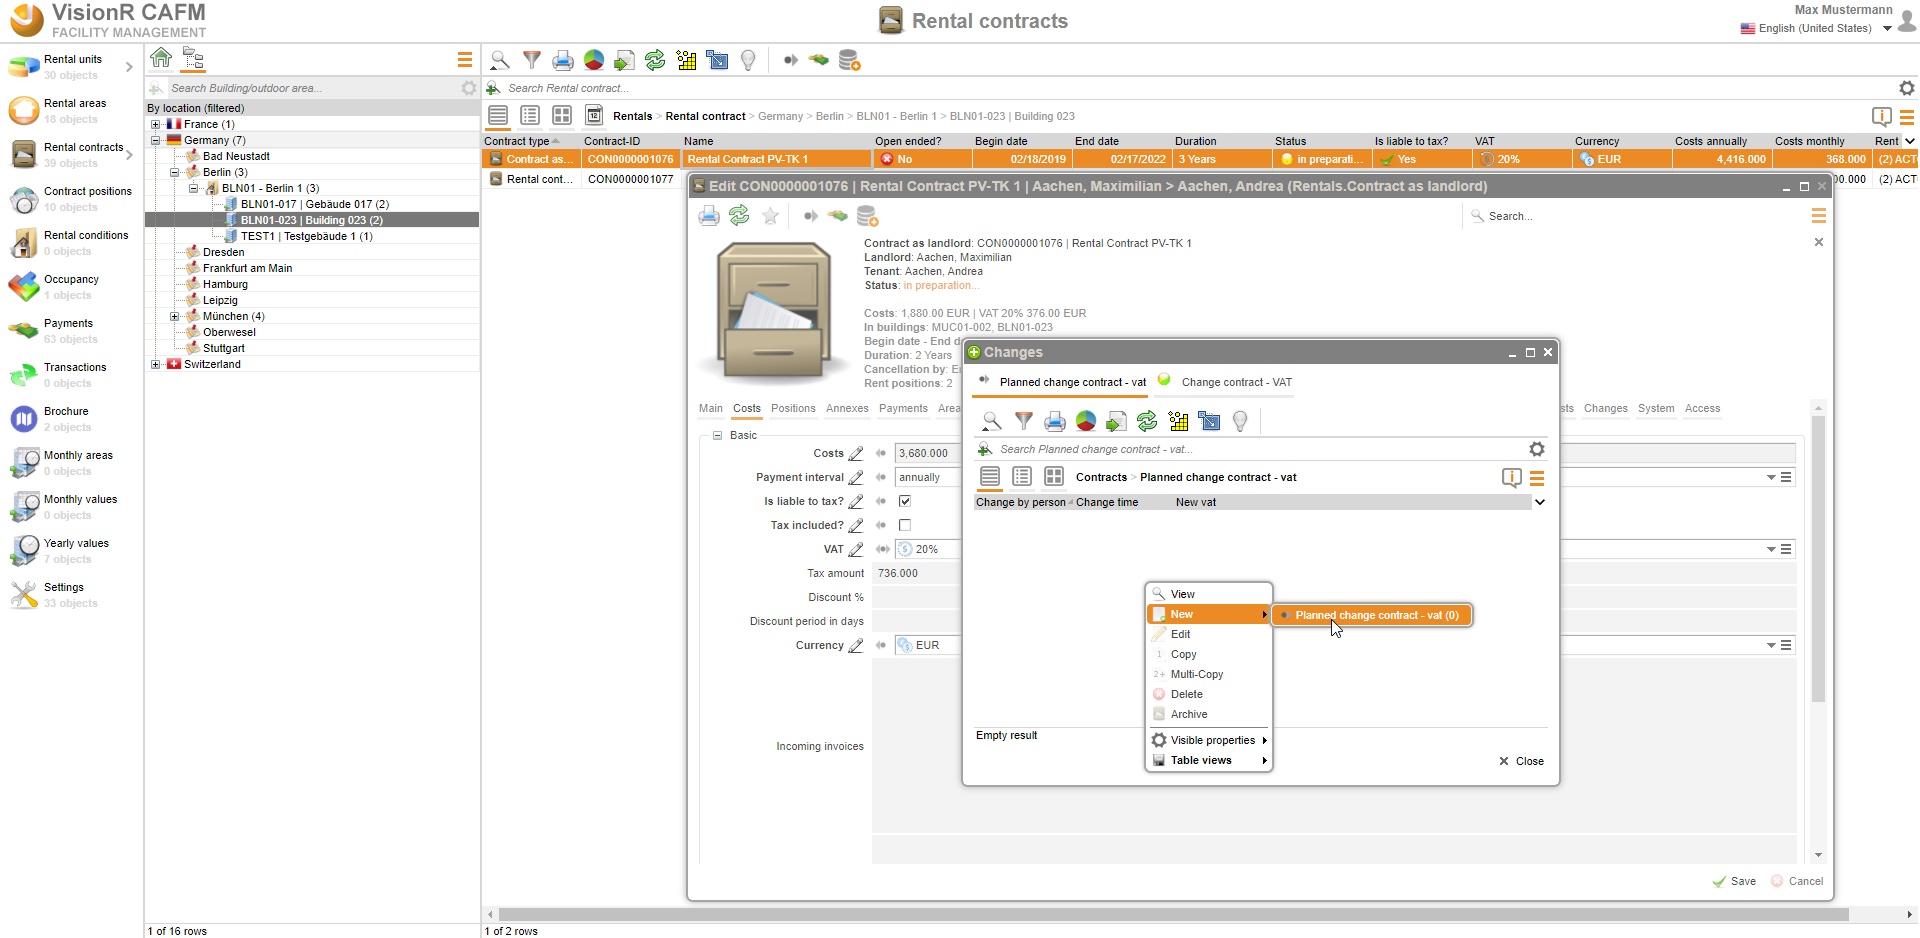 VisionR CAFM
FACILITY MANAGEMENT
Rental contracts
Max Mustermann
English (United States)
Rental units
30 objects
Rental areas
18 objects
Rental contracts
39 objects
Contract positions
10 objects
Rental conditions
0 objects
Occupancy
1 objects
Payments
63 objects
Transactions
0 objects
Brochure
2 objects
Monthly areas
0 objects
Monthly values
0 objects
Yearly values
7 objects
Settings
33 objects
Search Building/outdoor area...
By location (filtered)
France (1)
Germany (7)
Bad Neustadt
Berlin (3)
BLN01 - Berlin 1 (3)
BLN01-017 | Gebäude 017 (2)
BLN01-023 | Building 023 (2)
TEST1 | Testgebäude 1 (1)
Dresden
Frankfurt am Main
Hamburg
Leipzig
München (4)
Oberwesel
Stuttgart
Switzerland
1 of 16 rows
Search Rental contract...
12
Rentals > Rental contract > Germany > Berlin > BLN01 - Berlin 1 > BLN01-023 | Building 023
Contract type Contract-ID Name Open ended? Begin date End date Duration Status Is liable to tax? VAT Currency Costs annually Costs monthly Rent
Contract as... CON0000001076 Rental Contract PV-TK 1 No 02/18/2019 02/17/2022 3 Years in preparati... Yes 20% EUR 4,416.000 368.000 (2) ACT
Rental cont... CON0000001077 00.000 (2) ACT
Edit CON0000001076 | Rental Contract PV-TK 1 | Aachen, Maximilian > Aachen, Andrea (Rentals.Contract as landlord)
Search...
Contract as landlord: CON0000001076 | Rental Contract PV-TK 1
Landlord: Aachen, Maximilian
Tenant: Aachen, Andrea
Status: in preparation...
Costs: 1,880.00 EUR | VAT 20% 376.00 EUR
In buildings: MUC01-002, BLN01-023
Begin date - End d
Duration: 2 Years
Cancellation by: E
Rent positions: 2
Main Costs Positions Annexes Payments Area sts Changes System Access
Basic
Costs 3,680.000
Payment interval annually
Is liable to tax?
Tax included?
VAT 20%
Tax amount 736.000
Discount %
Discount period in days
Currency EUR
Incoming invoices
Save Cancel
Changes
Planned change contract - vat Change contract - VAT
Search Planned change contract - vat...
Contracts > Planned change contract - vat
Change by person Change time New vat
View
New
Planned change contract - vat (0)
Edit
1 Copy
2+ Multi-Copy
Delete
Archive
Visible properties
Table views
Empty result
Close
1 of 2 rows